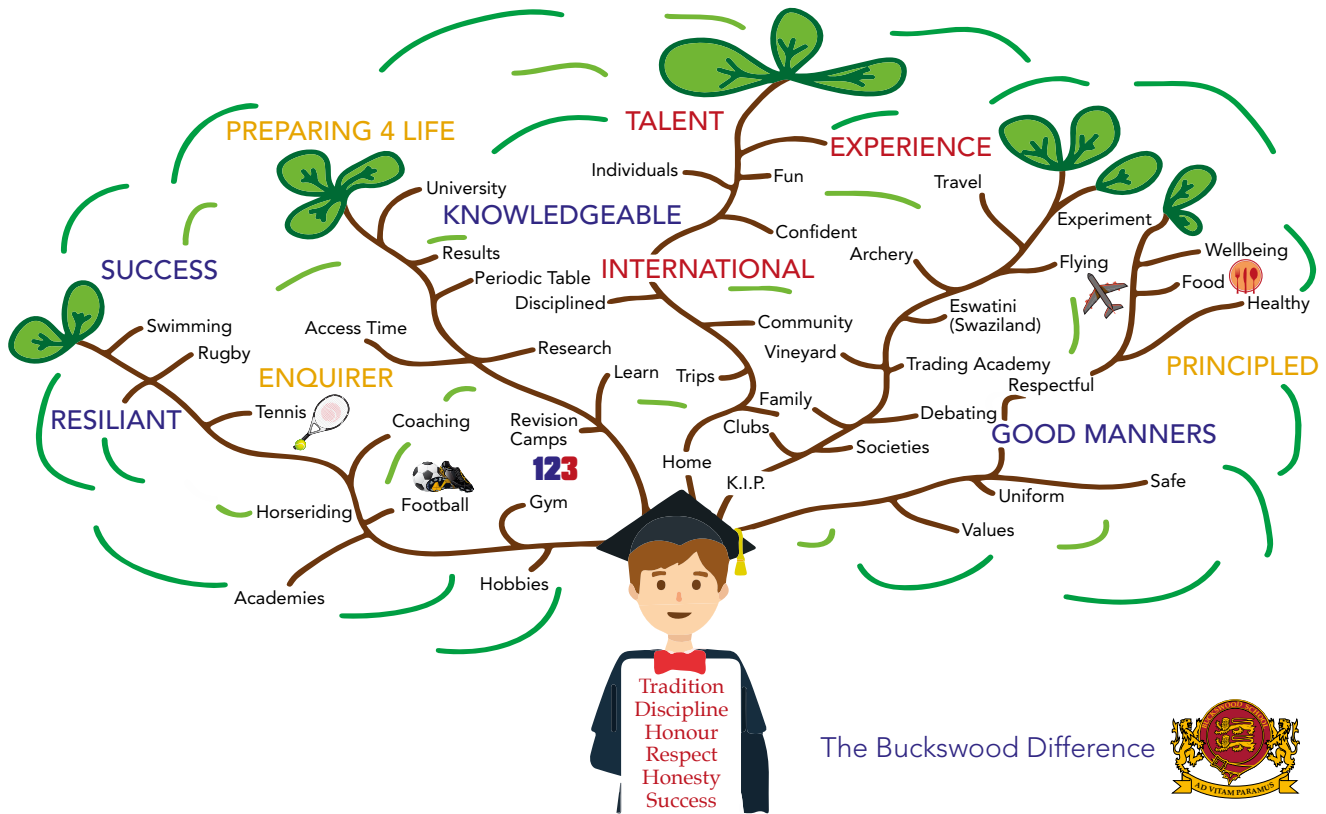 TALENT
PREPARING 4 LIFE
EXPERIENCE
Individuals
Fun
Travel
University
KNOWLEDGEABLE
Experiment
Confident
Results
Archery
Wellbeing
SUCCESS
INTERNATIONAL
Flying
Periodic Table
Food
Disciplined
Healthy
Eswatini
(Swaziland)
Swimming
Access Time
Community
Rugby
Research
Vineyard
Trading Academy
PRINCIPLED
ENQUIRER
Learn
Trips
Respectful
Family
RESILIANT
Tennis
Coaching
Revision
Camps
Clubs
Debating
GOOD MANNERS
Societies
Home
123
K.I.P.
Safe
Uniform
Horseriding
Football
Gym
Values
Hobbies
Academies
Tradition
Discipline
Honour
Respect
Honesty
Success
The Buckswood Difference
BUCKSWOOD SCHOOL
AD VITAM PARAMUS